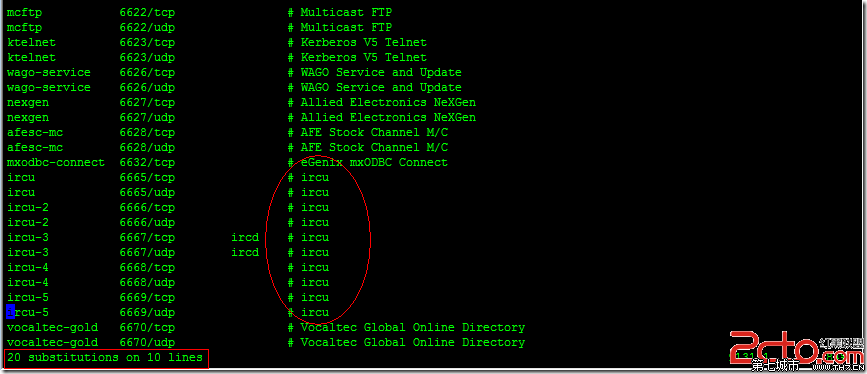 mcftp 6622/tcp # Multicast FTP
mcftp 6622/udp # Multicast FTP
ktelnet 6623/tcp # Kerberos V5 Telnet
ktelnet 6623/udp # Kerberos V5 Telnet
wago-service 6626/tcp # WAGO Service and Update
wago-service 6626/udp # WAGO Service and Update
nexgen 6627/tcp # Allied Electronics NeXGen
nexgen 6627/udp # Allied Electronics NeXGen
afesc-mc 6628/tcp # AFE Stock Channel M/C
afesc-mc 6628/udp # AFE Stock Channel M/C
mxodbc-connect 6632/tcp # eGenix mxODBC Connect
ircu 6665/tcp # ircu
ircu 6665/udp # ircu
ircu-2 6666/tcp # ircu
ircu-2 6666/udp # ircu
ircu-3 6667/tcp ircd # ircu
ircu-3 6667/udp ircd # ircu
ircu-4 6668/tcp # ircu
ircu-4 6668/udp # ircu
ircu-5 6669/tcp # ircu
ircu-5 6669/udp # ircu
vocaltec-gold 6670/tcp # Vocaltec Global Online Directory
vocaltec-gold 6670/udp # Vocaltec Global Online Directory
20 substitutions on 10 lines
2cto.com
第七城市